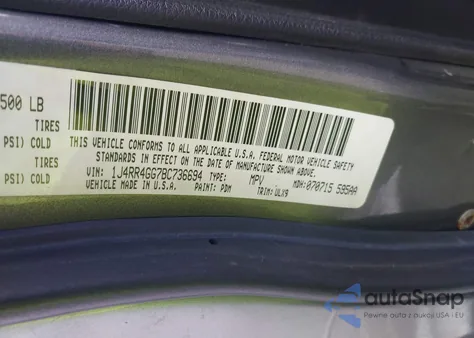 500 LB
TIRES
PSI) COLD
TIRES
PSI) COLD
THIS VEHICLE CONFORMS TO ALL APPLICABLE U.S.A. FEDERAL MOTOR VEHICLE SAFETY
STANDARDS IN EFFECT ON THE DATE OF MANUFACTURE SHOWN ABOVE.
VIN: 1J4RR4GG7BC736694 TYPE: MPV MDH: 070715 585AA
MADE IN U.S.A. PAINT: PDM TRIM: ULX9
autoSnap
Pewne auta z aukcji USA i EU